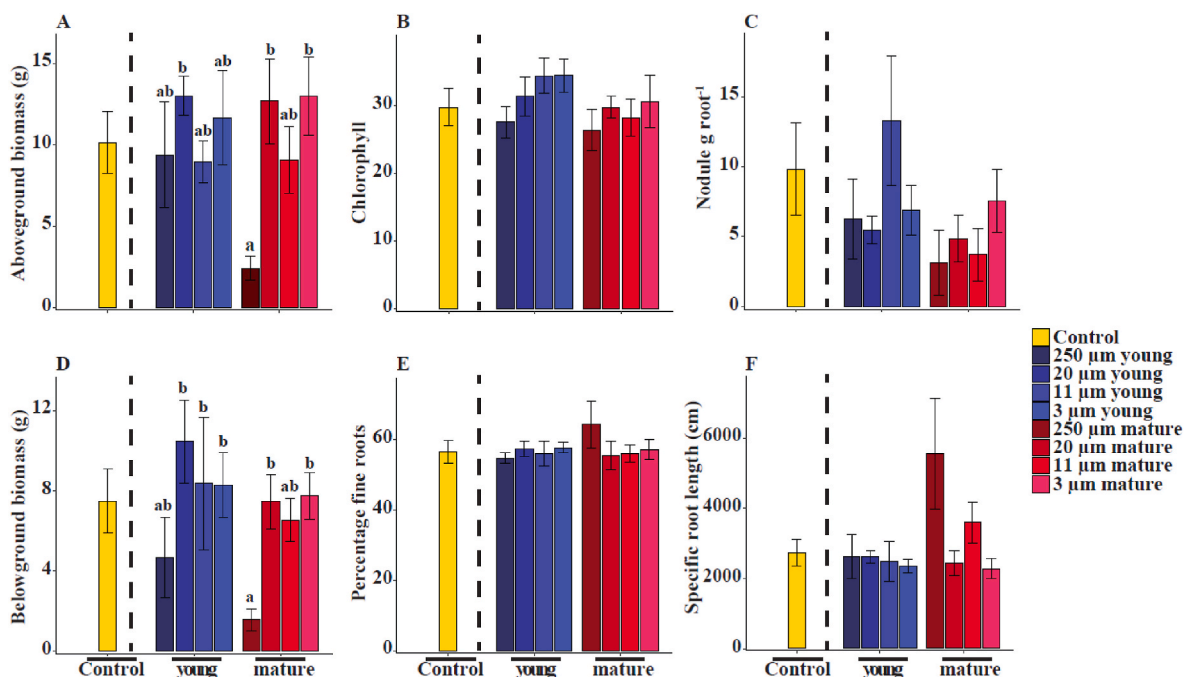 A
Aboveground biomass (g)
15
10
5
0
ab
b
ab
ab
a
b
ab
b
B
Chlorophyll
30
20
10
0
C
Nodule g root⁻¹
15
10
5
0
D
Belowground biomass (g)
12
8
4
0
ab
b
b
b
a
b
ab
b
Control
young
mature
E
Percentage fine roots
60
40
20
0
Control
young
mature
F
Specific root length (cm)
6000
4000
2000
0
Control
young
mature
Control
250 µm young
20 µm young
11 µm young
3 µm young
250 µm mature
20 µm mature
11 µm mature
3 µm mature